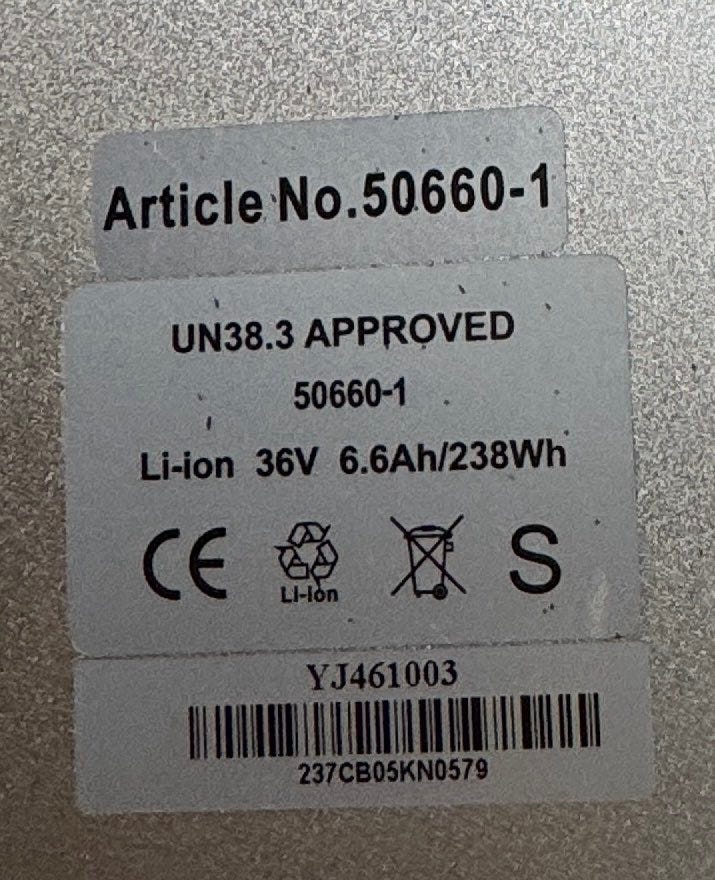 Article No.50660-1
UN38.3 APPROVED
50660-1
Li-ion 36V 6.6Ah/238Wh
CE LI-Ion S
YJ461003
237CB05KN0579